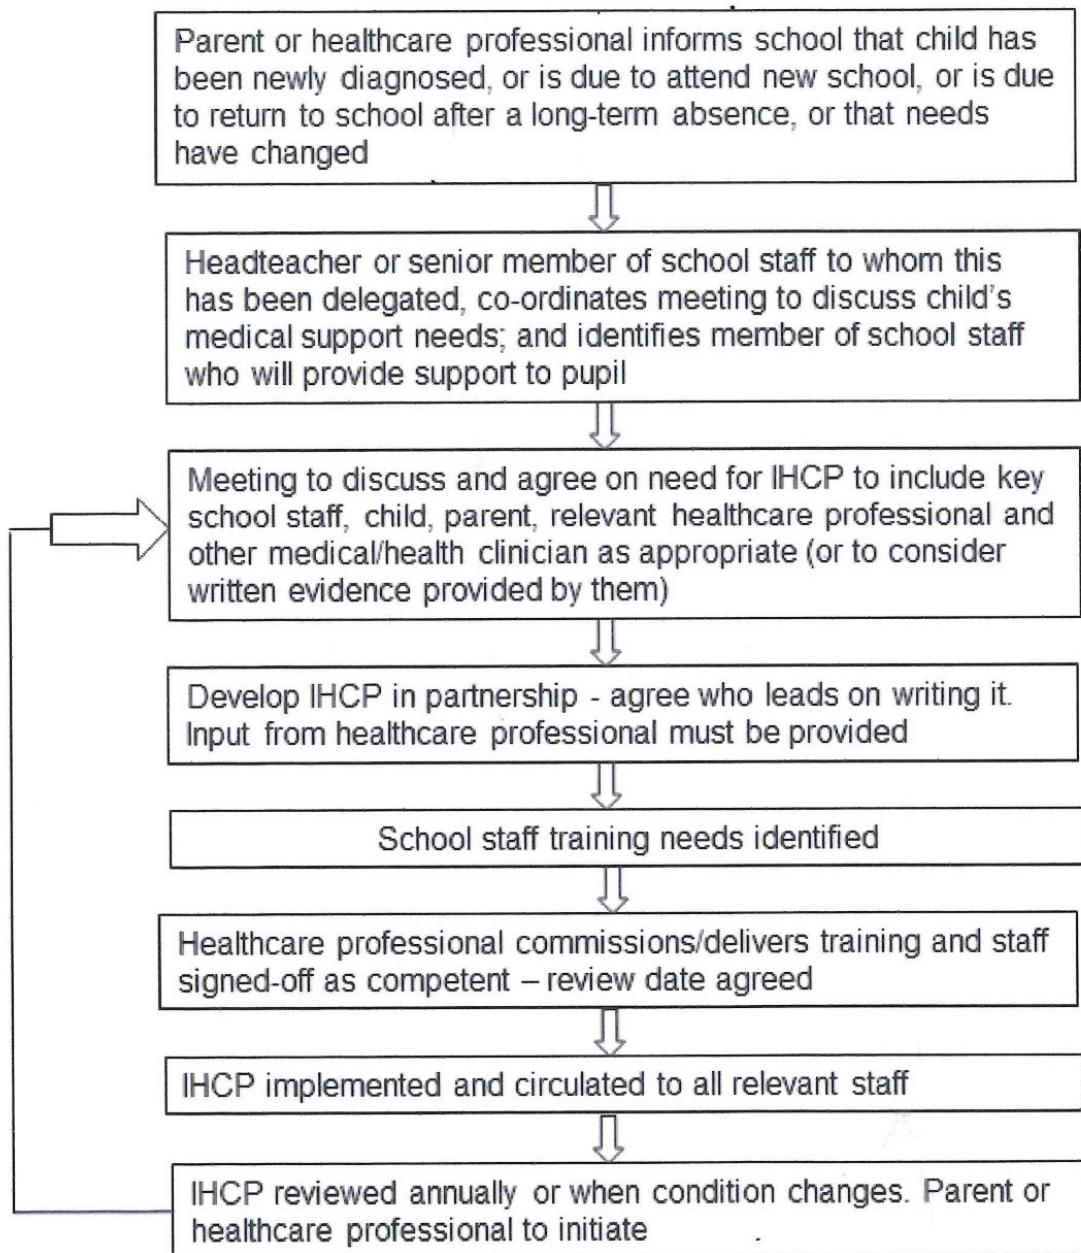 Parent or healthcare professional informs school that child has
been newly diagnosed, or is due to attend new school, or is due
to return to school after a long-term absence, or that needs
have changed
Headteacher or senior member of school staff to whom this
has been delegated, co-ordinates meeting to discuss child's
medical support needs; and identifies member of school staff
who will provide support to pupil
Meeting to discuss and agree on need for IHCP to include key
school staff, child, parent, relevant healthcare professional and
other medical/health clinician as appropriate (or to consider
written evidence provided by them)
Develop IHCP in partnership - agree who leads on writing it.
Input from healthcare professional must be provided
School staff training needs identified
Healthcare professional commissions/delivers training and staff
signed-off as competent – review date agreed
IHCP implemented and circulated to all relevant staff
IHCP reviewed annually or when condition changes. Parent or
healthcare professional to initiate